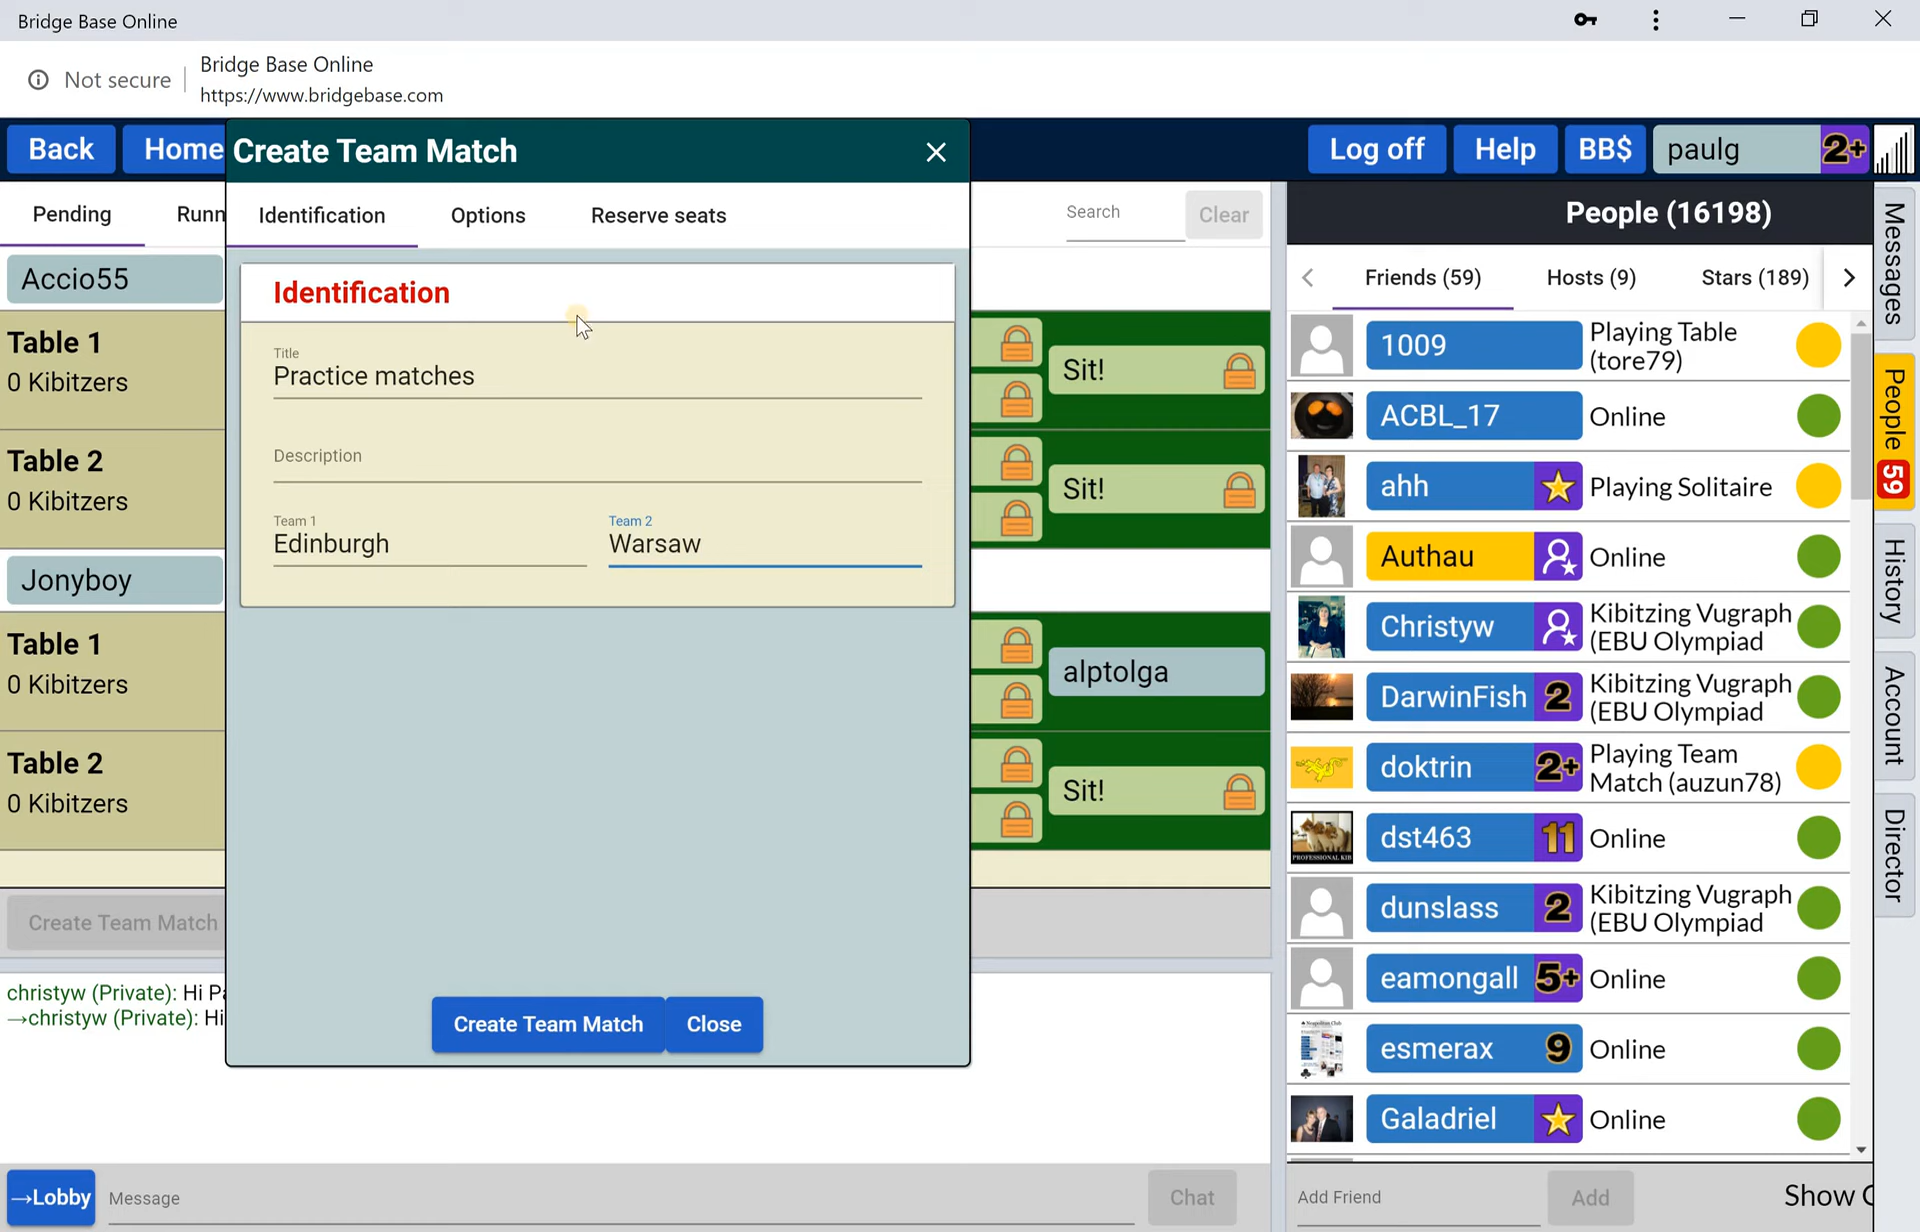 Bridge Base Online
Not secure
Bridge Base Online
https://www.bridgebase.com
Back
Home
Create Team Match
Log off
Help
BB$
paulg
2+
Pending
Runn
Identification
Options
Reserve seats
Search
Clear
People (16198)
Friends (59)
Hosts (9)
Stars (189)
Accio55
Table 1
0 Kibitzers
Table 2
0 Kibitzers
Jonyboy
Table 1
0 Kibitzers
Table 2
0 Kibitzers
Create Team Match
Identification
Title
Practice matches
Description
Team 1
Edinburgh
Team 2
Warsaw
Create Team Match
Close
Sit!
Sit!
alptolga
Sit!
1009
Playing Table
(tore79)
ACBL_17
Online
ahh
Playing Solitaire
Authau
Online
Christyw
Kibitzing Vugraph
(EBU Olympiad
DarwinFish
2
Kibitzing Vugraph
(EBU Olympiad
doktrin
2+
Playing Team
Match (auzun78)
dst463
11
Online
PROFESSIONAL KIB
dunslass
2
Kibitzing Vugraph
(EBU Olympiad
eamongall
5+
Online
esmerax
9
Online
Galadriel
Online
Messages
People
59
History
Account
Director
christyw (Private): Hi P
→christyw (Private): Hi
→Lobby
Message
Chat
Add Friend
Add
Show